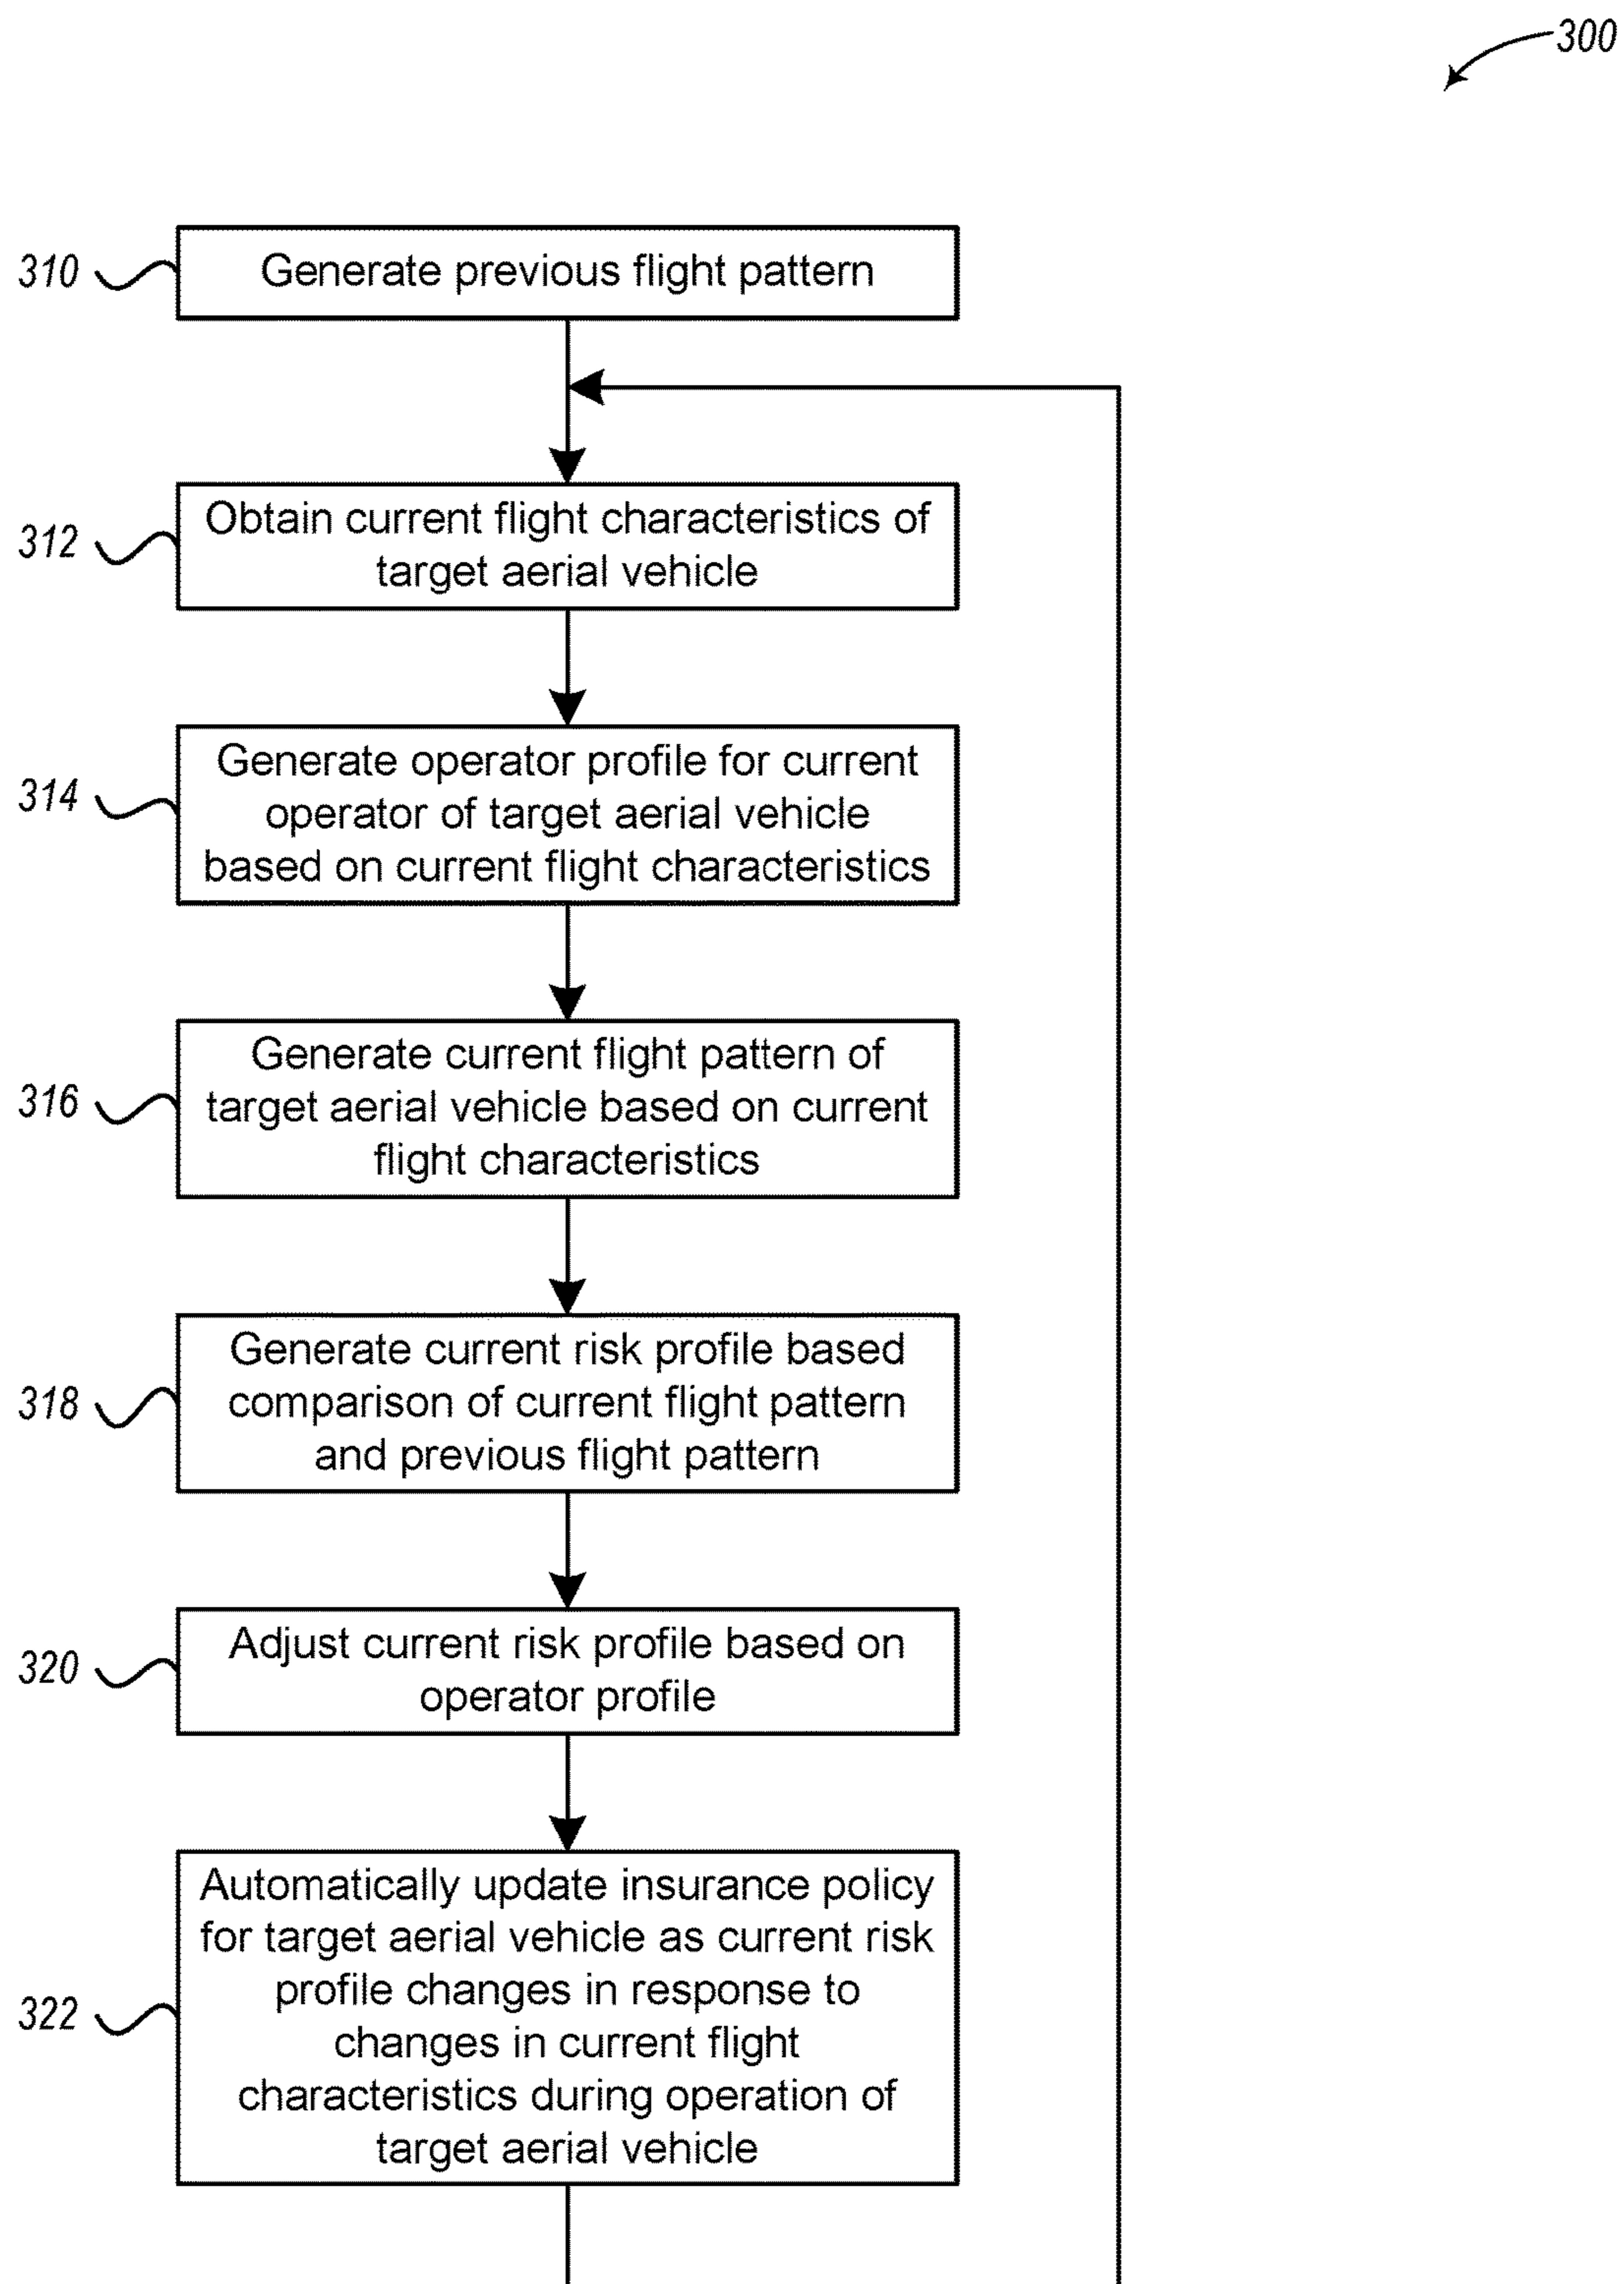 300
310
Generate previous flight pattern
312
Obtain current flight characteristics of
target aerial vehicle
314
Generate operator profile for current
operator of target aerial vehicle
based on current flight characteristics
316
Generate current flight pattern of
target aerial vehicle based on current
flight characteristics
318
Generate current risk profile based
comparison of current flight pattern
and previous flight pattern
320
Adjust current risk profile based on
operator profile
322
Automatically update insurance policy
for target aerial vehicle as current risk
profile changes in response to
changes in current flight
characteristics during operation of
target aerial vehicle